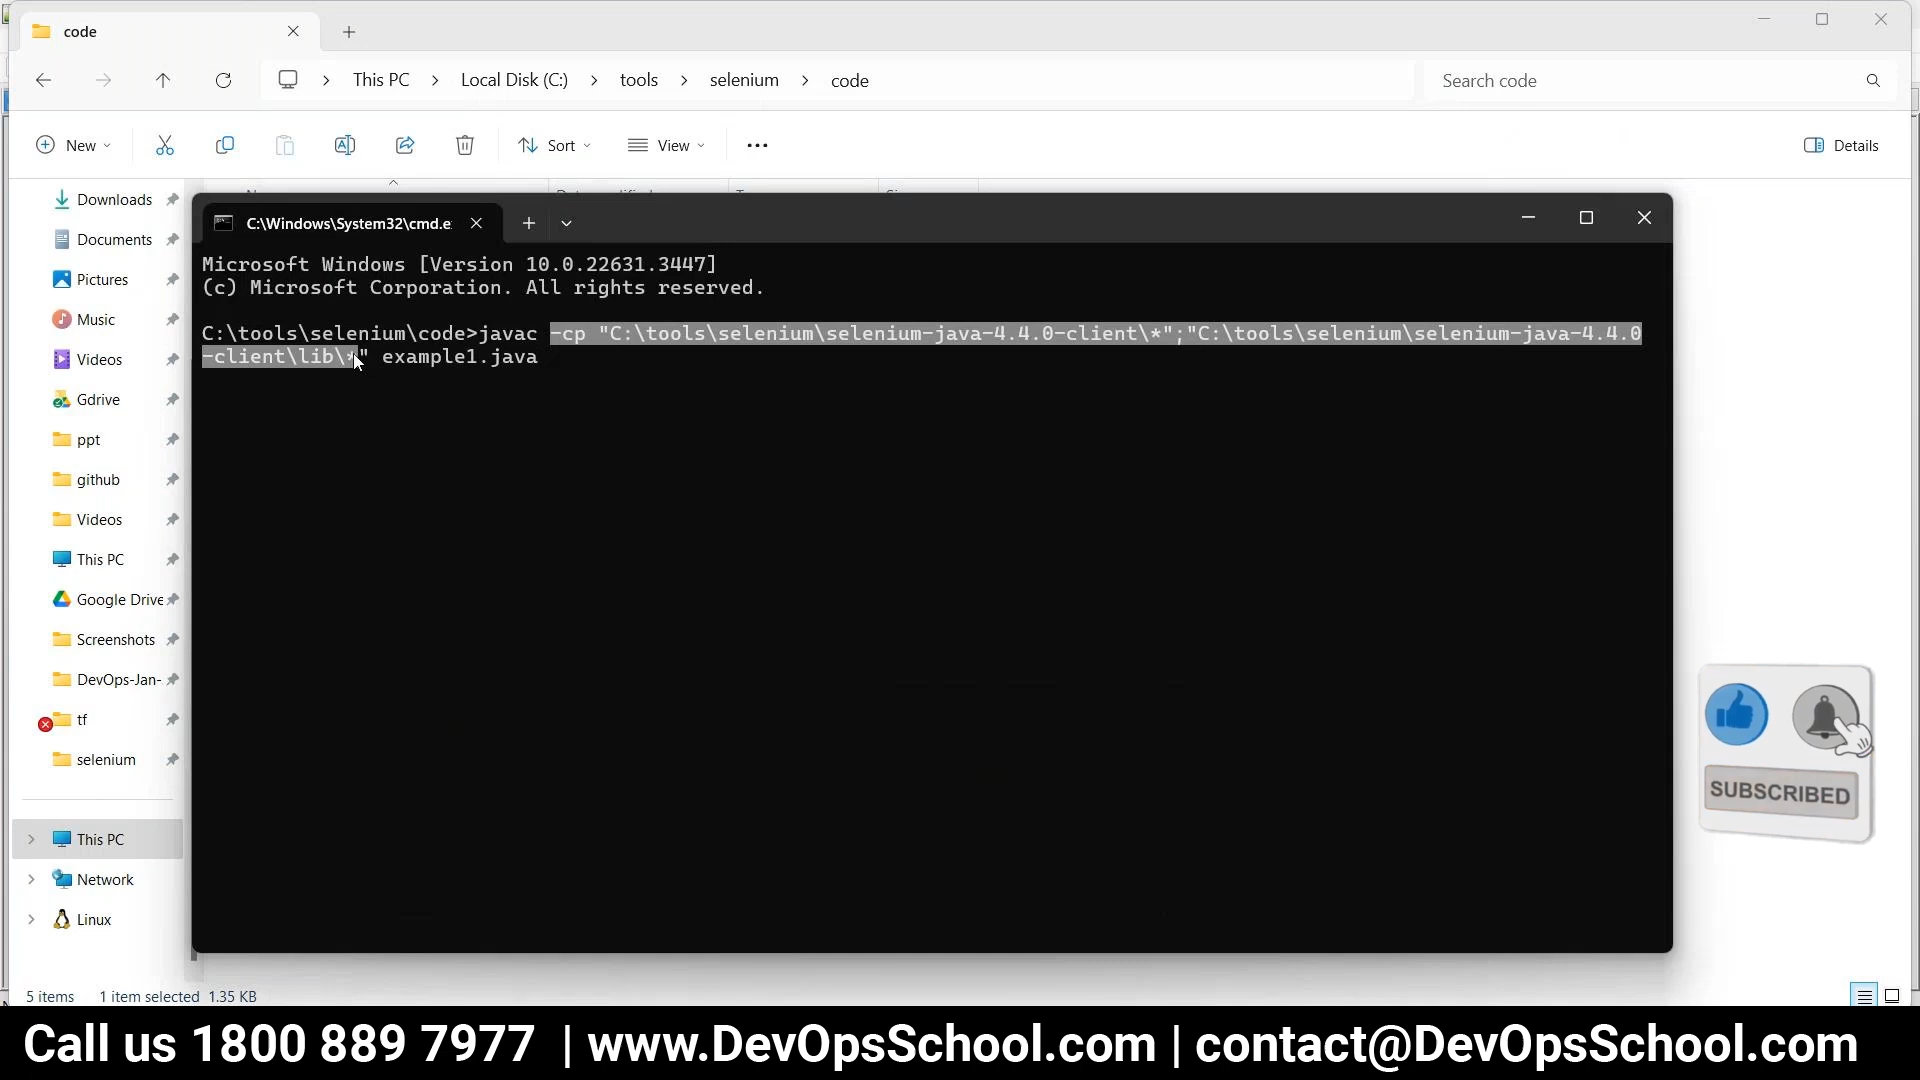 code
This PC > Local Disk (C:) > tools > selenium > code
Search code
New
Sort
View
Details
Downloads
Documents
Pictures
Music
Videos
Gdrive
ppt
github
Videos
This PC
Google Drive
Screenshots
DevOps-Jan-
tf
selenium
This PC
Network
Linux
C:\Windows\System32\cmd.e
Microsoft Windows [Version 10.0.22631.3447]
(c) Microsoft Corporation. All rights reserved.
C:\tools\selenium\code>javac -cp "C:\tools\selenium\selenium-java-4.4.0-client\*";"C:\tools\selenium\selenium-java-4.4.0
-client\lib\*" example1.java
SUBSCRIBED
5 items 1 item selected 1.35 KB
Call us 1800 889 7977 | www.DevOpsSchool.com | contact@DevOpsSchool.com